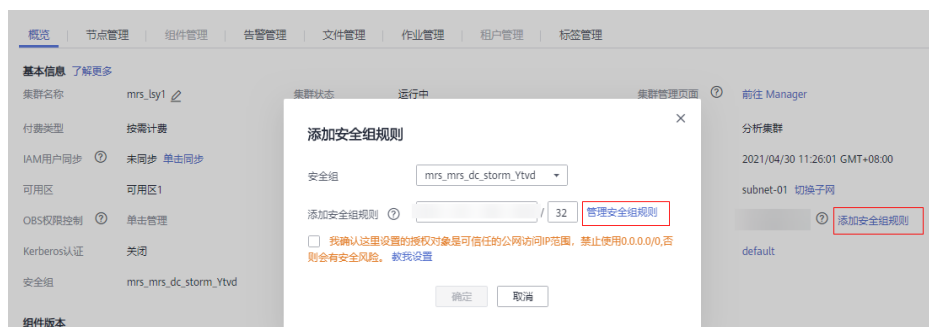 概览 节点管理 组件管理 告警管理 文件管理 作业管理 租户管理 标签管理
基本信息 了解更多
集群名称 mrs_lsy1 集群状态 运行中 集群管理页面 前往 Manager
付费类型 按需计费 分析集群
IAM用户同步 未同步 单击同步 2021/04/30 11:26:01 GMT+08:00
可用区 可用区1 subnet-01 切换子网
OBS权限控制 单击管理 添加安全组规则
Kerberos认证 关闭 default
安全组 mrs_mrs_dc_storm_Ytvd
组件版本
添加安全组规则
安全组 mrs_mrs_dc_storm_Ytvd
添加安全组规则 / 32 管理安全组规则
我确认这里设置的授权对象是可信任的公网访问IP范围，禁止使用0.0.0.0/0,否
则会有安全风险。 教我设置
确定 取消